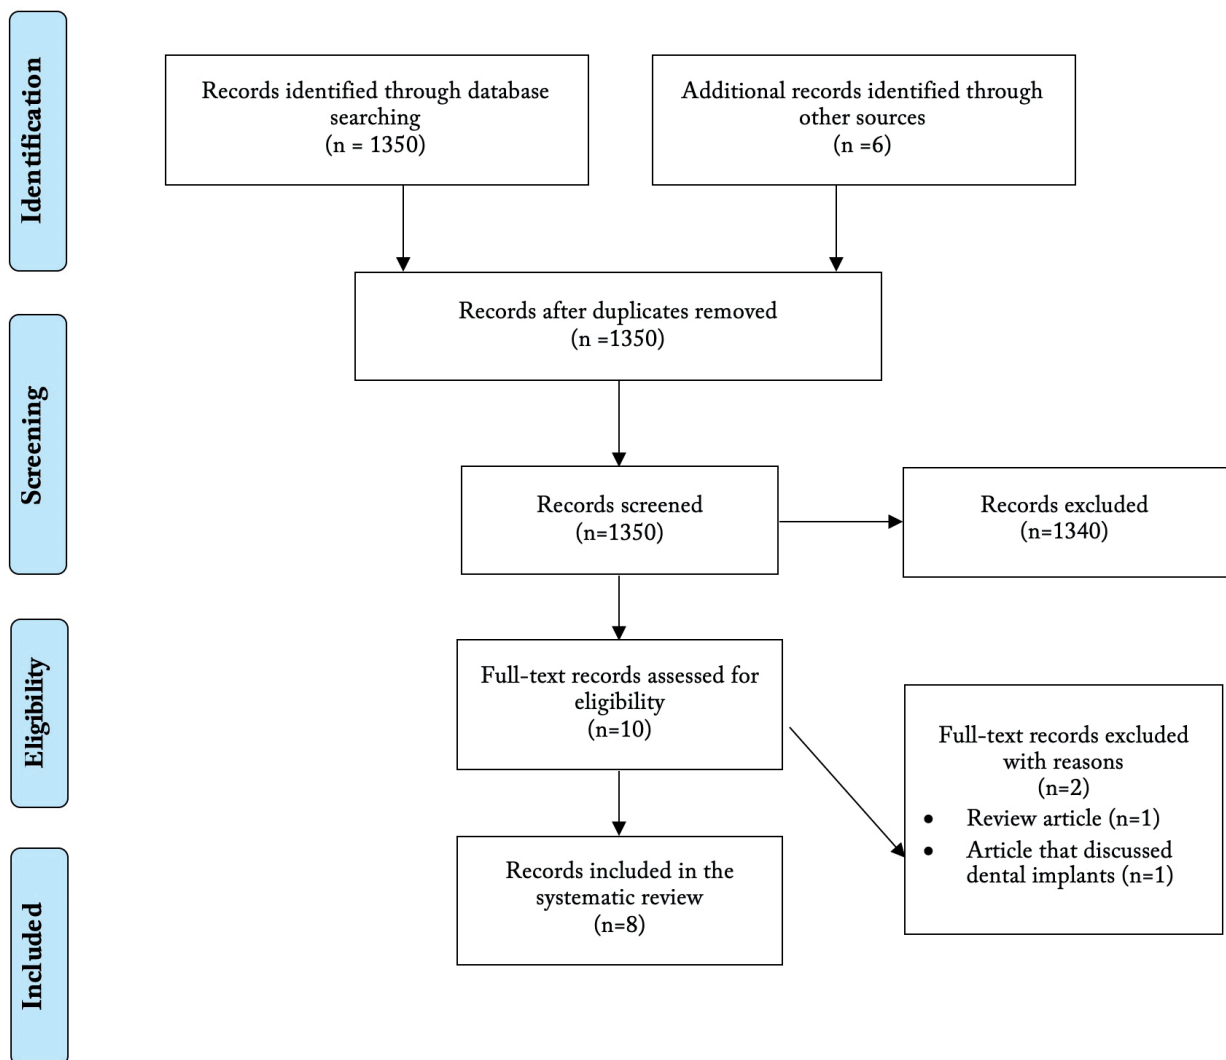 Identification
Records identified through database
searching
(n = 1350)
Additional records identified through
other sources
(n =6)
Records after duplicates removed
(n =1350)
Screening
Records screened
(n=1350)
Records excluded
(n=1340)
Eligibility
Full-text records assessed for
eligibility
(n=10)
Full-text records excluded
with reasons
(n=2)
• Review article (n=1)
• Article that discussed
dental implants (n=1)
Included
Records included in the
systematic review
(n=8)